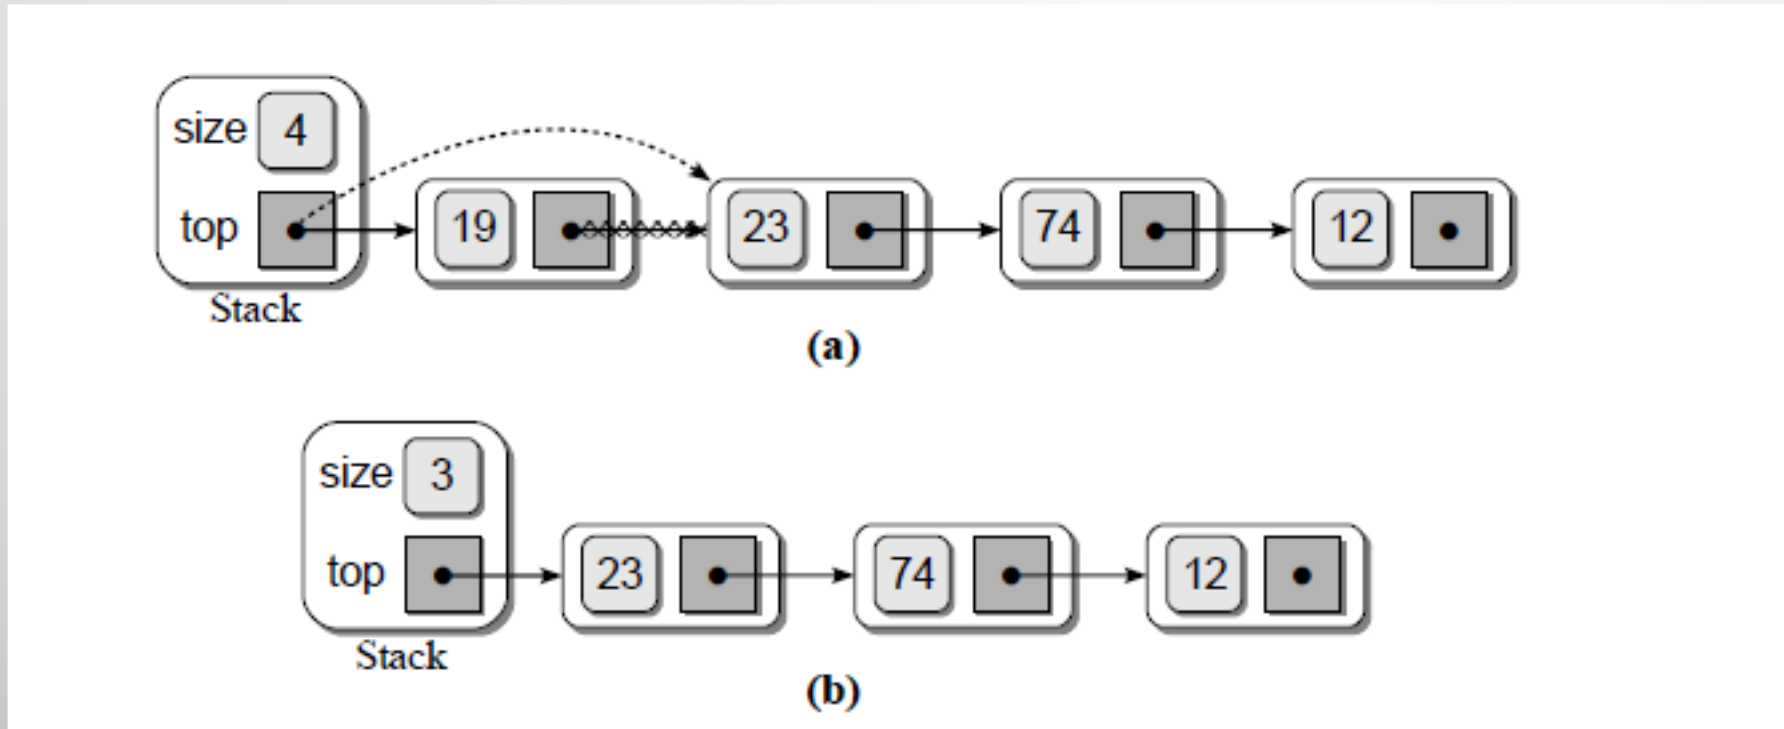 size 4
top 19 23 74 12
Stack
(a)
size 3
top 23 74 12
Stack
(b)